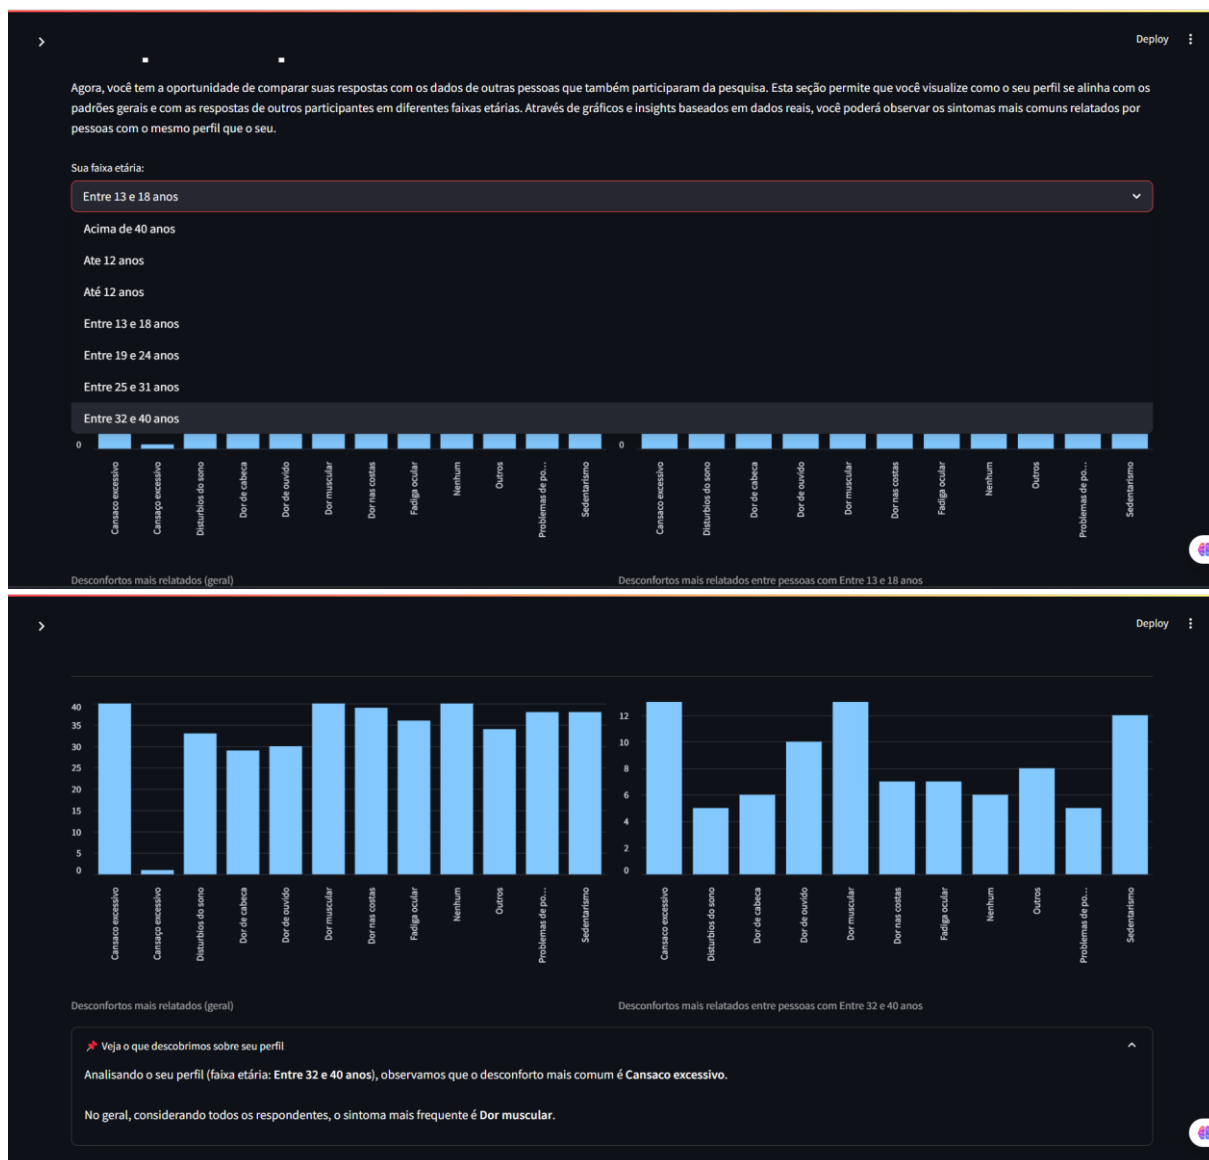 Deploy
Agora, você tem a oportunidade de comparar suas respostas com os dados de outras pessoas que também participaram da pesquisa. Esta seção permite que você visualize como o seu perfil se alinha com os
padrões gerais e com as respostas de outros participantes em diferentes faixas etárias. Através de gráficos e insights baseados em dados reais, você poderá observar os sintomas mais comuns relatados por
pessoas com o mesmo perfil que o seu.
Sua faixa etária:
Entre 13 e 18 anos
Acima de 40 anos
Ate 12 anos
Até 12 anos
Entre 13 e 18 anos
Entre 19 e 24 anos
Entre 25 e 31 anos
Entre 32 e 40 anos
0
Cansaco excessivo
Cansaço excessivo
Disturbios do sono
Dor de cabeca
Dor de ouvido
Dor muscular
Dor nas costas
Fadiga ocular
Nenhum
Outros
Problemas de po...
Sedentarismo
0
Cansaco excessivo
Disturbios do sono
Dor de cabeca
Dor de ouvido
Dor muscular
Dor nas costas
Fadiga ocular
Nenhum
Outros
Problemas de po...
Sedentarismo
Desconfortos mais relatados (geral)
Desconfortos mais relatados entre pessoas com Entre 13 e 18 anos
Deploy
40
35
30
25
20
15
10
5
0
Cansaco excessivo
Cansaço excessivo
Disturbios do sono
Dor de cabeca
Dor de ouvido
Dor muscular
Dor nas costas
Fadiga ocular
Nenhum
Outros
Problemas de po...
Sedentarismo
12
10
8
6
4
2
0
Cansaco excessivo
Disturbios do sono
Dor de cabeca
Dor de ouvido
Dor muscular
Dor nas costas
Fadiga ocular
Nenhum
Outros
Problemas de po...
Sedentarismo
Desconfortos mais relatados (geral)
Desconfortos mais relatados entre pessoas com Entre 32 e 40 anos
Veja o que descobrimos sobre seu perfil
Analisando o seu perfil (faixa etária: Entre 32 e 40 anos), observamos que o desconforto mais comum é Cansaco excessivo.
No geral, considerando todos os respondentes, o sintoma mais frequente é Dor muscular.